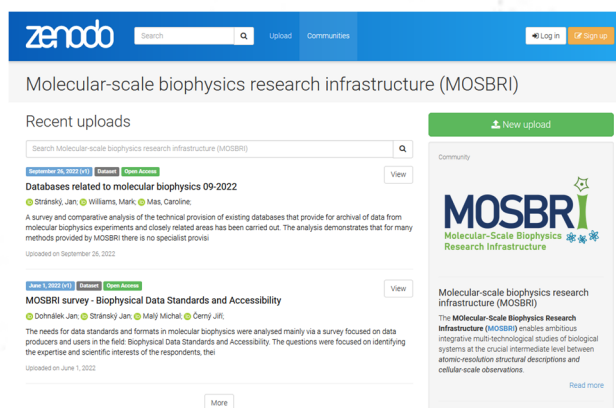 zenodo
Search
Upload
Communities
Log in
Sign up
Molecular-scale biophysics research infrastructure (MOSBRI)
Recent uploads
Search Molecular-scale biophysics research infrastructure (MOSBRI)
September 26, 2022 (v1) Dataset Open Access
View
Databases related to molecular biophysics 09-2022
Stránský, Jan; Williams, Mark; Mas, Caroline;
A survey and comparative analysis of the technical provision of existing databases that provide for archival of data from
molecular biophysics experiments and closely related areas has been carried out. The analysis demonstrates that for many
methods provided by MOSBRI there is no specialist provisi
Uploaded on September 26, 2022
June 1, 2022 (v1) Dataset Open Access
View
MOSBRI survey - Biophysical Data Standards and Accessibility
Dohnálek Jan; Stránský Jan; Malý Michal; Černý Jiří;
The needs for data standards and formats in molecular biophysics were analysed mainly via a survey focused on data
producers and users in the field: Biophysical Data Standards and Accessibility. The questions were focused on identifying
the expertise and scientific interests of the respondents, thei
Uploaded on June 1, 2022
More
New upload
Community
MOSBRI
Molecular-Scale Biophysics
Research Infrastructure
Molecular-scale biophysics research
infrastructure (MOSBRI)
The MOlecular-Scale Biophysics Research
Infrastructure (MOSBRI) enables ambitious
integrative multi-technological studies of biological
systems at the crucial intermediate level between
atomic-resolution structural descriptions and
cellular-scale observations.
Read more